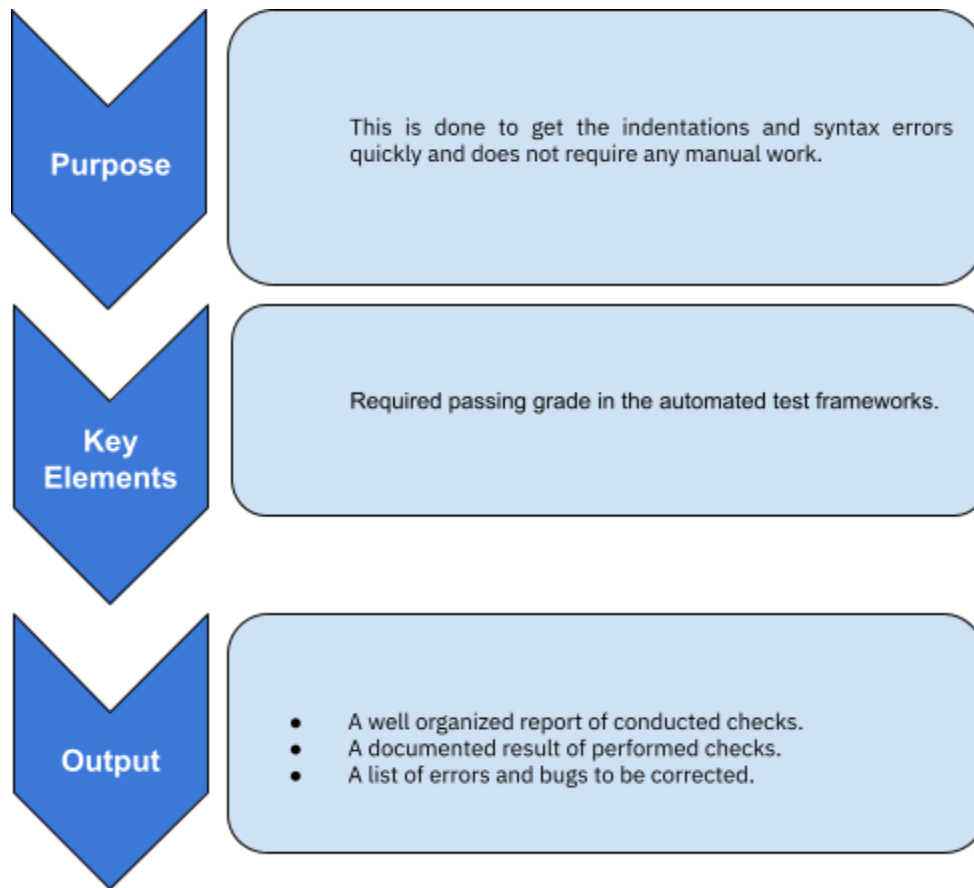 Purpose
This is done to get the indentations and syntax errors
quickly and does not require any manual work.
Key
Elements
Required passing grade in the automated test frameworks.
Output
● A well organized report of conducted checks.
● A documented result of performed checks.
● A list of errors and bugs to be corrected.